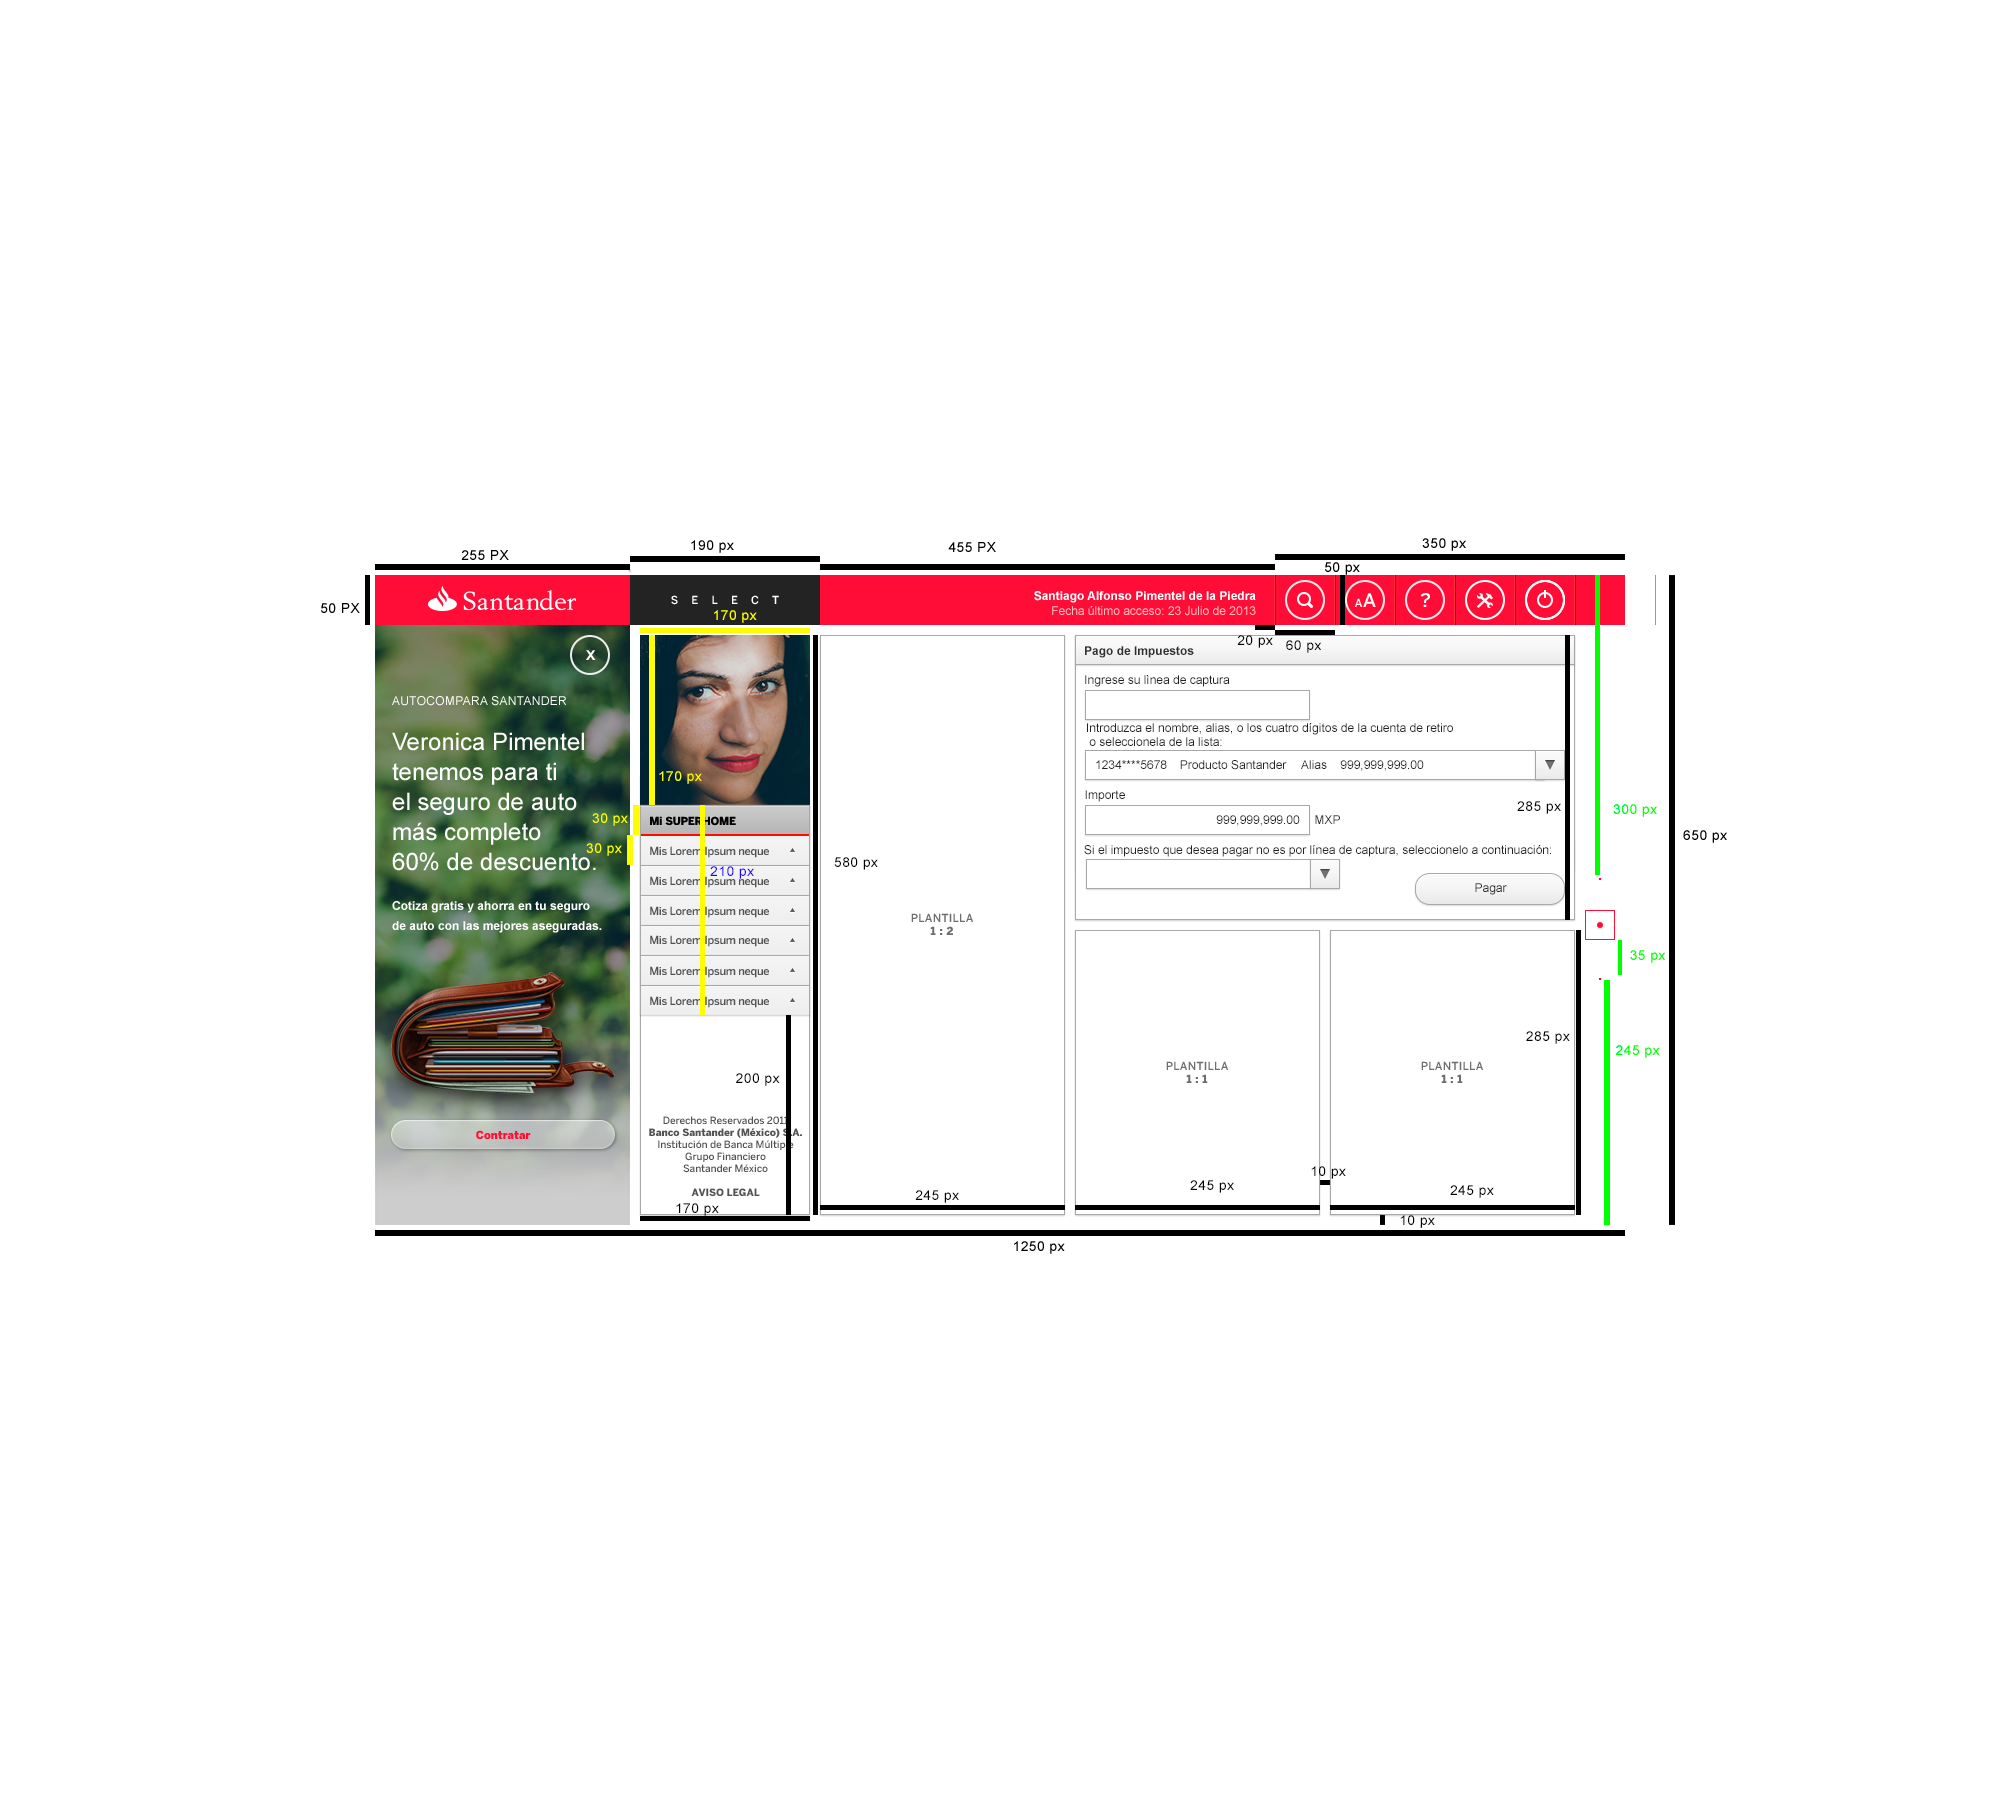 255 PX
190 px
455 PX
350 px
50 px
50 PX
Santander
SELECT
170 px
Santiago Alfonso Pimentel de la Piedra
Fecha último acceso: 23 Julio de 2013
AA
?
20 px
60 px
X
AUTOCOMPARA SANTANDER
Veronica Pimentel
tenemos para ti
el seguro de auto
más completo
60% de descuento.
Cotiza gratis y ahorra en tu seguro
de auto con las mejores aseguradas.
Contratar
170 px
30 px
30 px
Mi SUPERHOME
Mis Lorem Ipsum neque
210 px
Mis Lorem Ipsum neque
Mis Lorem Ipsum neque
Mis Lorem Ipsum neque
Mis Lorem Ipsum neque
Mis Lorem Ipsum neque
200 px
Derechos Reservados 2011
Banco Santander (México) S.A.
Institución de Banca Múltiple
Grupo Financiero
Santander México
AVISO LEGAL
170 px
580 px
PLANTILLA
1 : 2
245 px
Pago de Impuestos
Ingrese su lìnea de captura
Introduzca el nombre, alias, o los cuatro dígitos de la cuenta de retiro
o seleccionela de la lista:
1234****5678 Producto Santander Alias 999,999,999.00
Importe
285 px
999,999,999.00 MXP
Si el impuesto que desea pagar no es por línea de captura, seleccionelo a continuación:
Pagar
PLANTILLA
1 : 1
245 px
10 px
285 px
PLANTILLA
1 : 1
245 px
10 px
300 px
650 px
35 px
245 px
1250 px